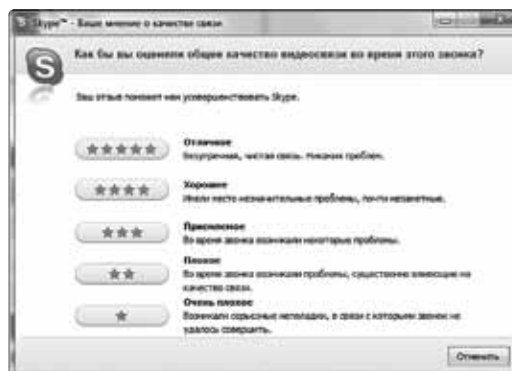 Skype™ - Ваше мнение о качестве связи
Как бы вы оценили общее качество видеосвязи во время этого звонка?
Ваш отзыв поможет нам усовершенствовать Skype.
Отличное
Безупречная, чистая связь. Никаких проблем.
Хорошее
Имели место незначительные проблемы, почти незаметные.
Приемлемое
Во время звонка возникали некоторые проблемы.
Плохое
Во время звонка возникали проблемы, существенно влияющие на
качество связи.
Очень плохое
Возникали серьезные неполадки, в связи с которыми звонок не
удалось совершить.
Отменить